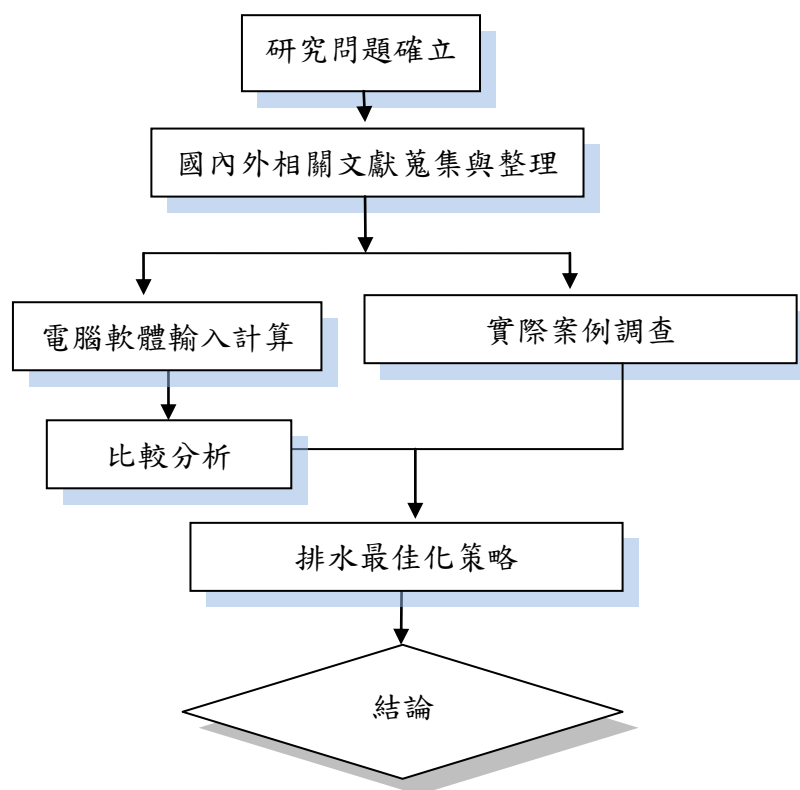 研究問題確立
國內外相關文獻蒐集與整理
電腦軟體輸入計算
實際案例調查
比較分析
排水最佳化策略
結論